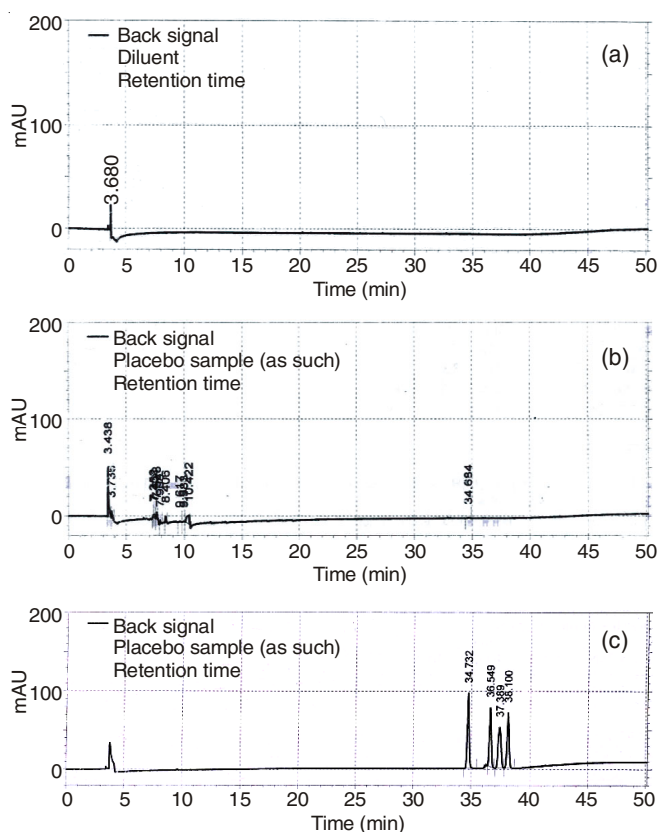 200
100
0
mAU
Back signal
Diluent
Retention time
(a)
3.680
0 5 10 15 20 25 30 35 40 45 50
Time (min)
200
100
0
mAU
Back signal
Placebo sample (as such)
Retention time
(b)
3.438
8.406
10.422
0 5 10 15 20 25 30 35 40 45 50
Time (min)
200
100
0
mAU
Back signal
Placebo sample (as such)
Retention time
(c)
34.732
36.549
37.389
38.100
0 5 10 15 20 25 30 35 40 45 50
Time (min)